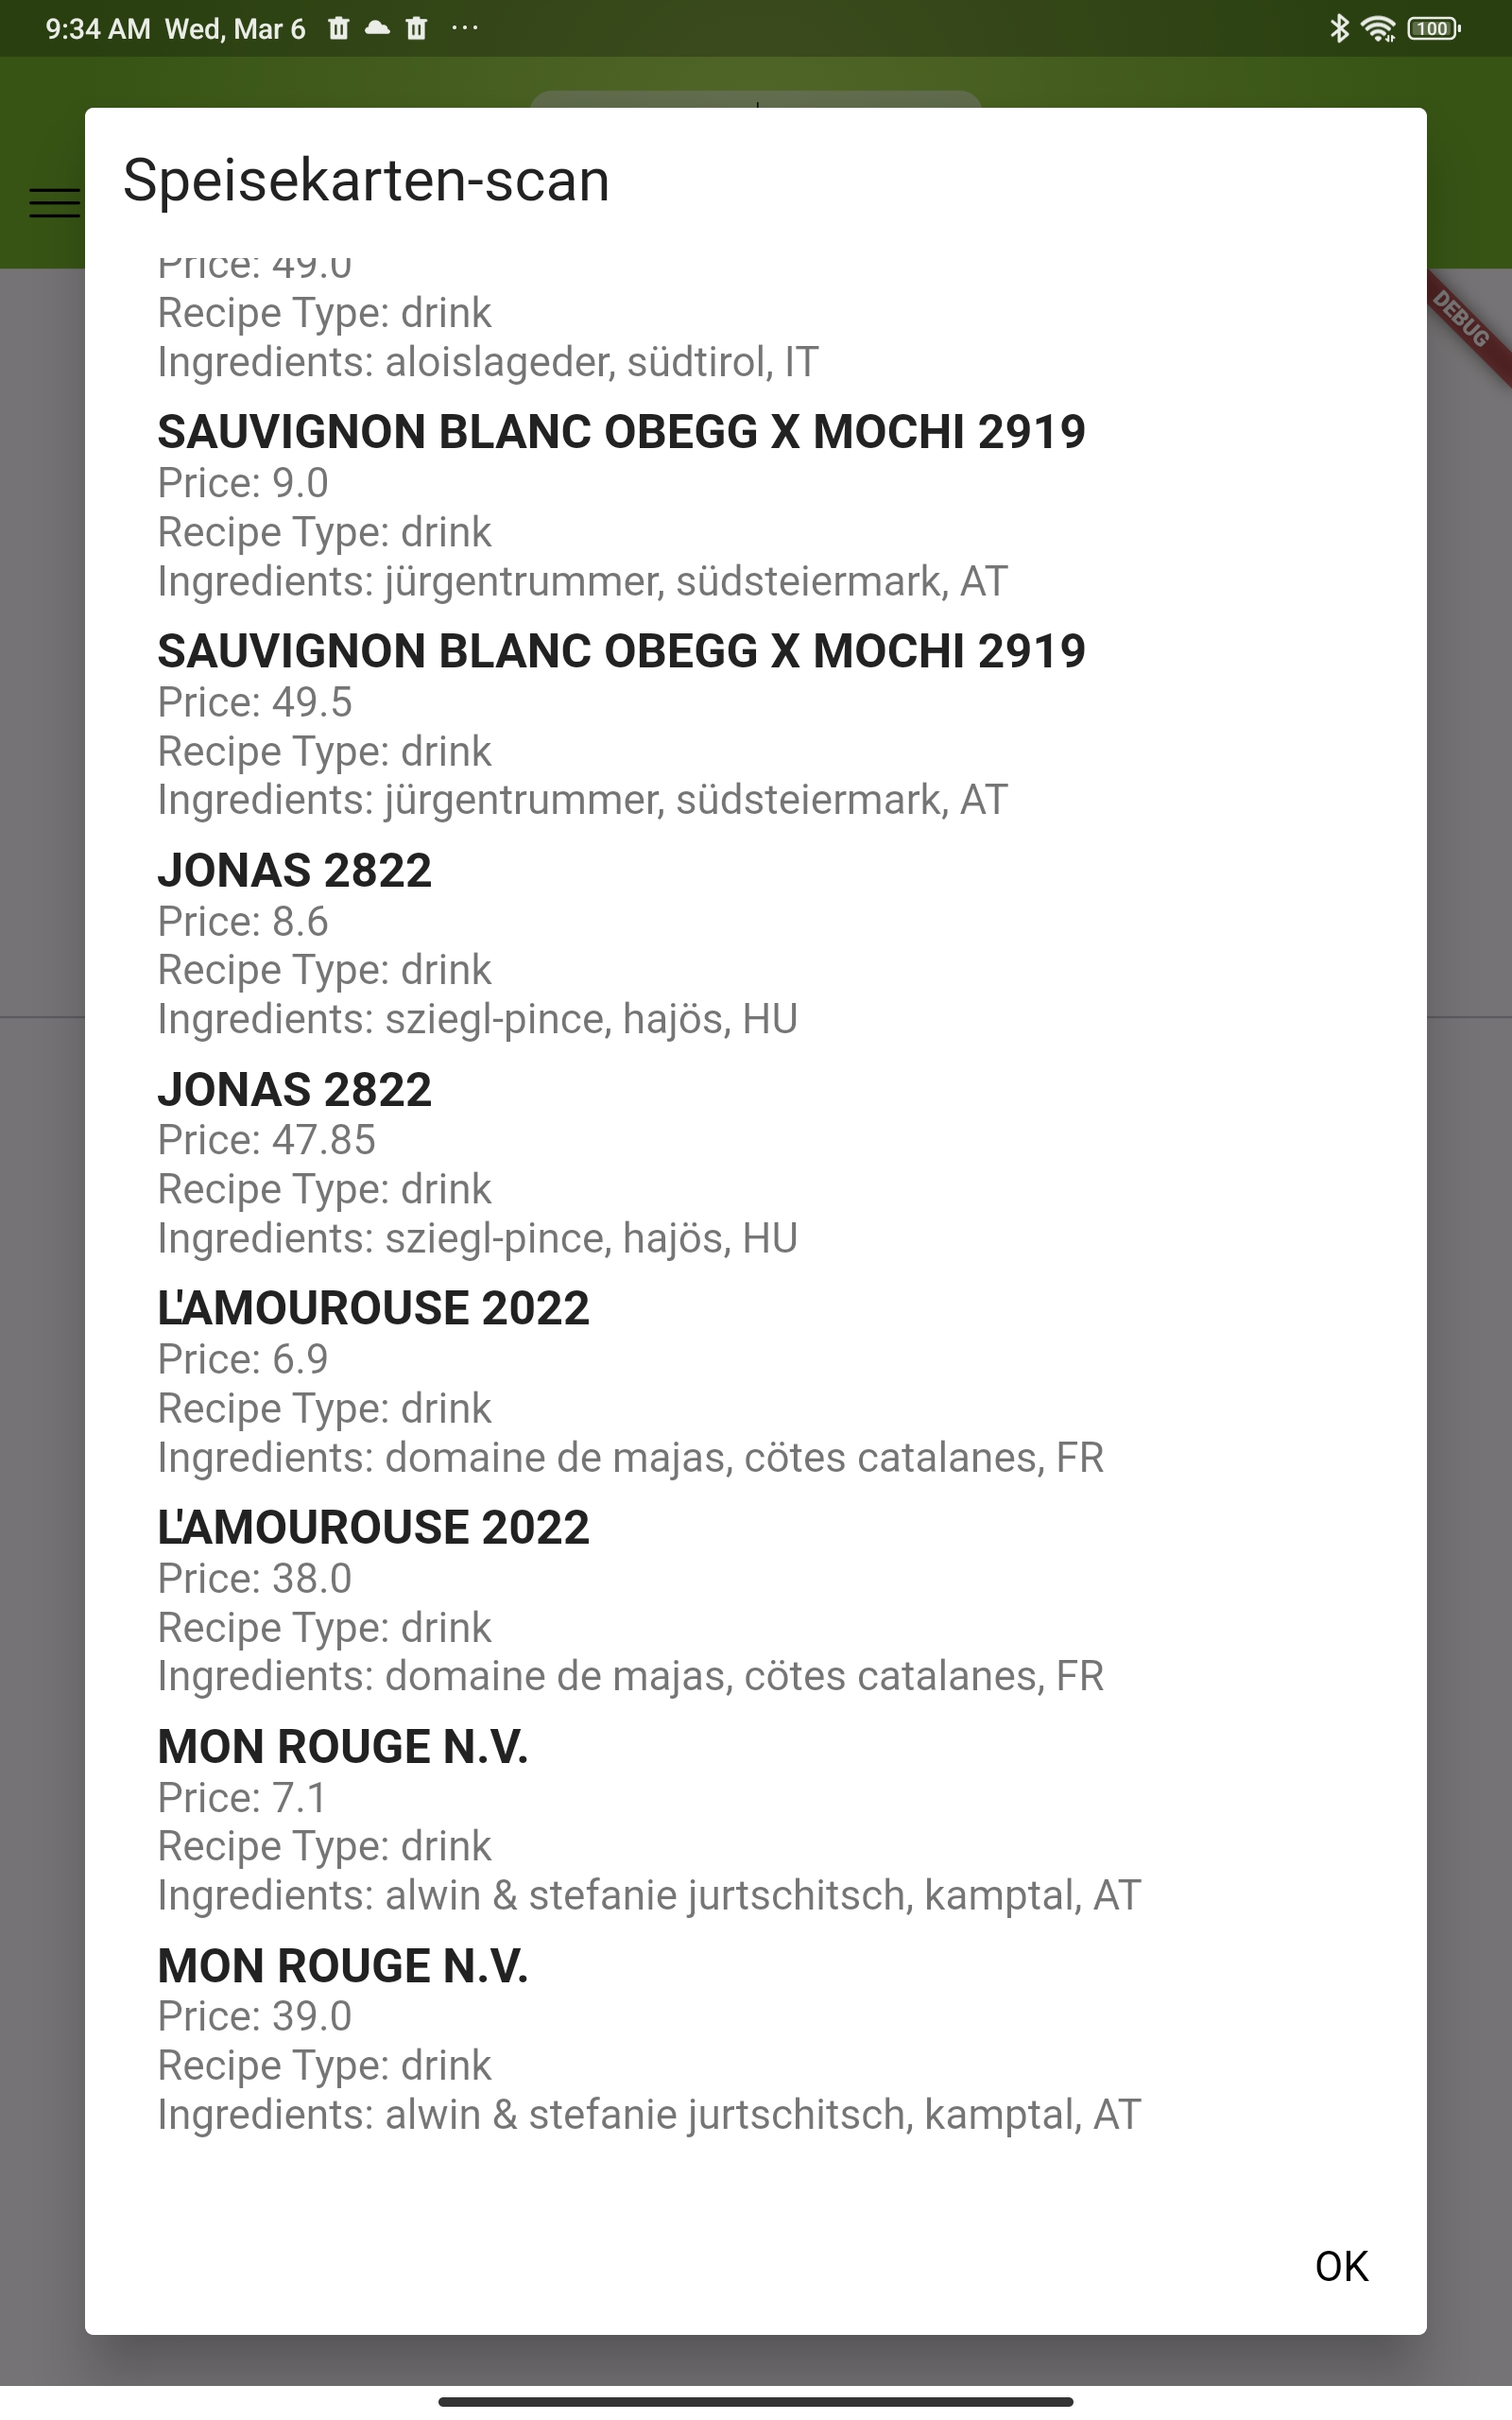 9:34 AM Wed, Mar 6 ...
100
Speisekarten-scan
DEBUG
Price: 49.0
Recipe Type: drink
Ingredients: aloislageder, südtirol, IT
SAUVIGNON BLANC OBEGG X MOCHI 2919
Price: 9.0
Recipe Type: drink
Ingredients: jürgentrummer, südsteiermark, AT
SAUVIGNON BLANC OBEGG X MOCHI 2919
Price: 49.5
Recipe Type: drink
Ingredients: jürgentrummer, südsteiermark, AT
JONAS 2822
Price: 8.6
Recipe Type: drink
Ingredients: sziegl-pince, hajös, HU
JONAS 2822
Price: 47.85
Recipe Type: drink
Ingredients: sziegl-pince, hajös, HU
L'AMOUROUSE 2022
Price: 6.9
Recipe Type: drink
Ingredients: domaine de majas, cötes catalanes, FR
L'AMOUROUSE 2022
Price: 38.0
Recipe Type: drink
Ingredients: domaine de majas, cötes catalanes, FR
MON ROUGE N.V.
Price: 7.1
Recipe Type: drink
Ingredients: alwin & stefanie jurtschitsch, kamptal, AT
MON ROUGE N.V.
Price: 39.0
Recipe Type: drink
Ingredients: alwin & stefanie jurtschitsch, kamptal, AT
OK